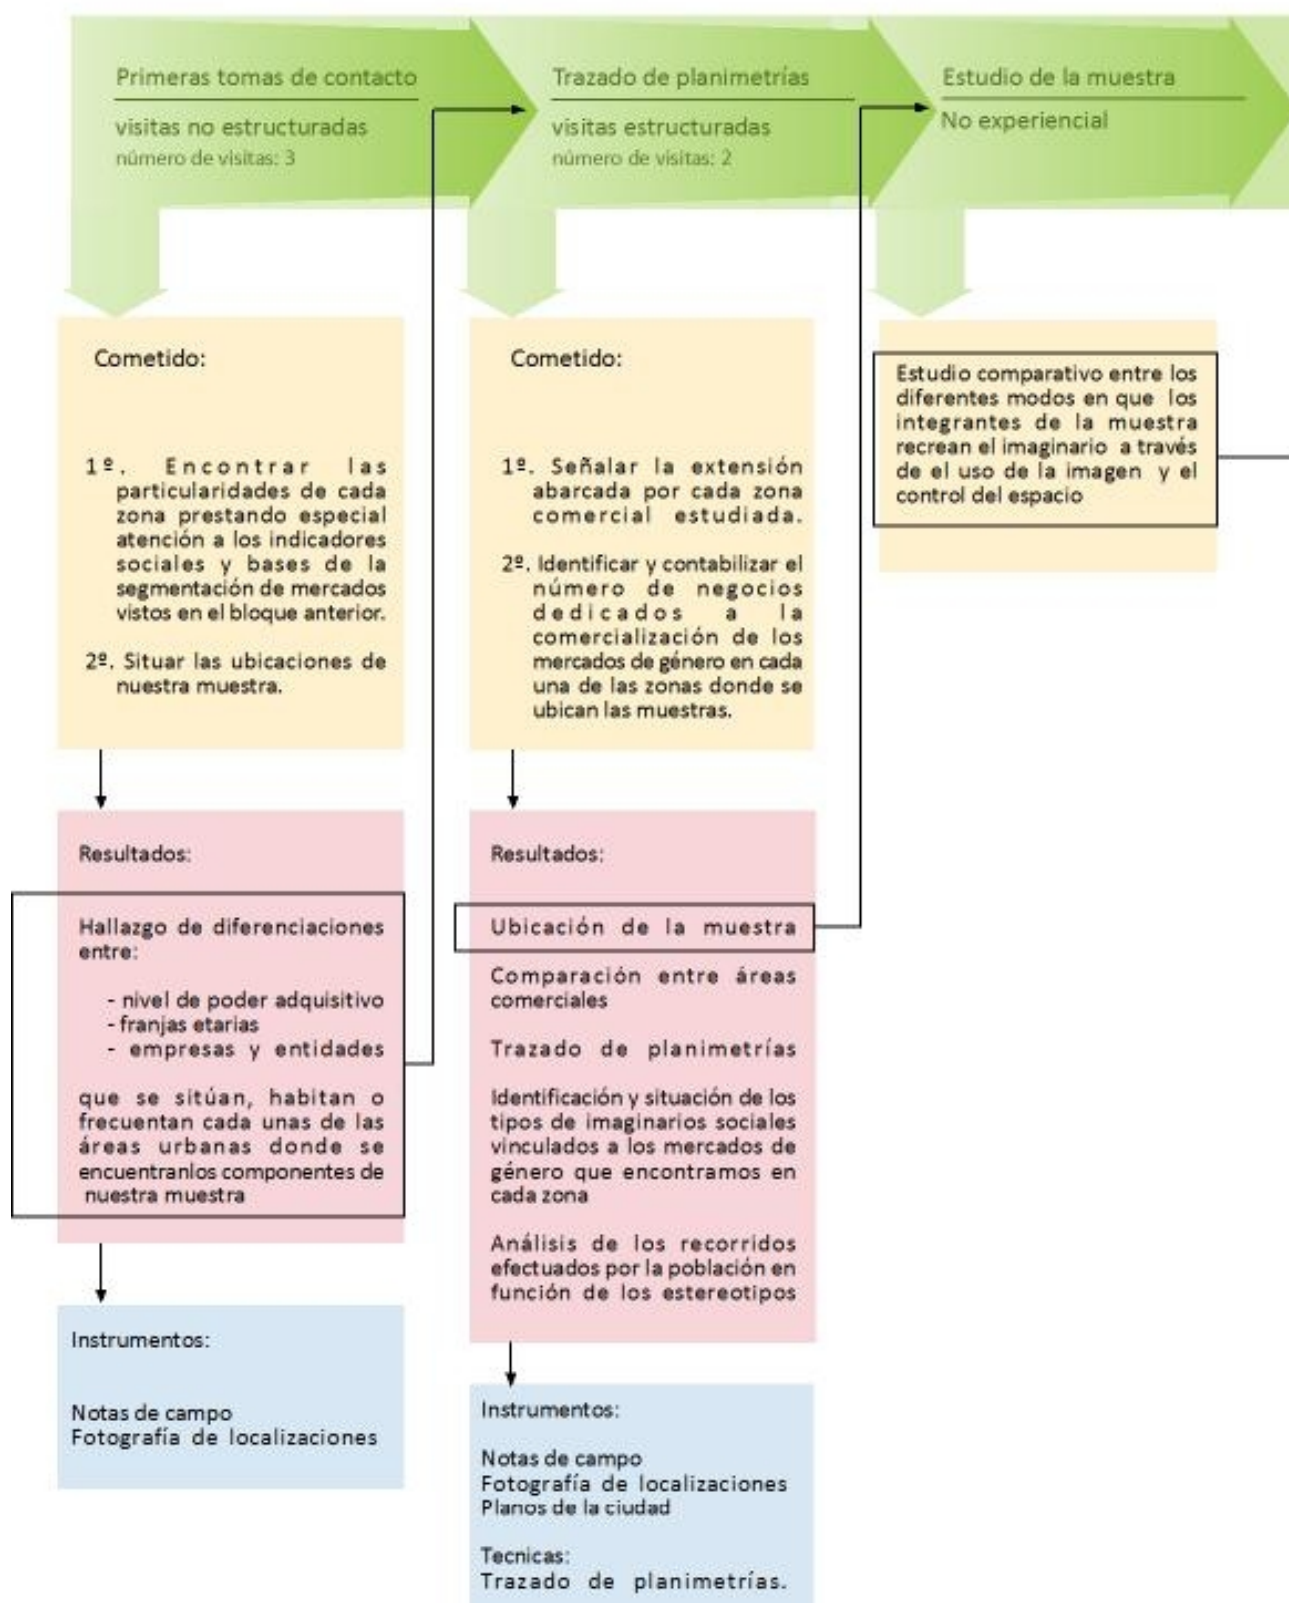 Primeras tomas de contacto
visitas no estructuradas
número de visitas: 3
Trazado de planimetrías
visitas estructuradas
número de visitas: 2
Estudio de la muestra
No experiencial
Cometido:
1º. Encontrar las
particularidades de cada
zona prestando especial
atención a los indicadores
sociales y bases de la
segmentación de mercados
vistos en el bloque anterior.
2º. Situar las ubicaciones de
nuestra muestra.
Resultados:
Hallazgo de diferenciaciones
entre:
- nivel de poder adquisitivo
- franjas etarias
- empresas y entidades
que se sitúan, habitan o
frecuentan cada unas de las
áreas urbanas donde se
encuentranlos componentes de
nuestra muestra
Instrumentos:
Notas de campo
Fotografía de localizaciones
Cometido:
1º. Señalar la extensión
abarcada por cada zona
comercial estudiada.
2º. Identificar y contabilizar el
número de negocios
dedicados a la
comercialización de los
mercados de género en cada
una de las zonas donde se
ubican las muestras.
Resultados:
Ubicación de la muestra
Comparación entre áreas
comerciales
Trazado de planimetrías
Identificación y situación de los
tipos de imaginarios sociales
vinculados a los mercados de
género que encontramos en
cada zona
Análisis de los recorridos
efectuados por la población en
función de los estereotipos
Instrumentos:
Notas de campo
Fotografía de localizaciones
Planos de la ciudad
Tecnicas:
Trazado de planimetrías.
Estudio comparativo entre los
diferentes modos en que los
integrantes de la muestra
recrean el imaginario a través
de el uso de la imagen y el
control del espacio